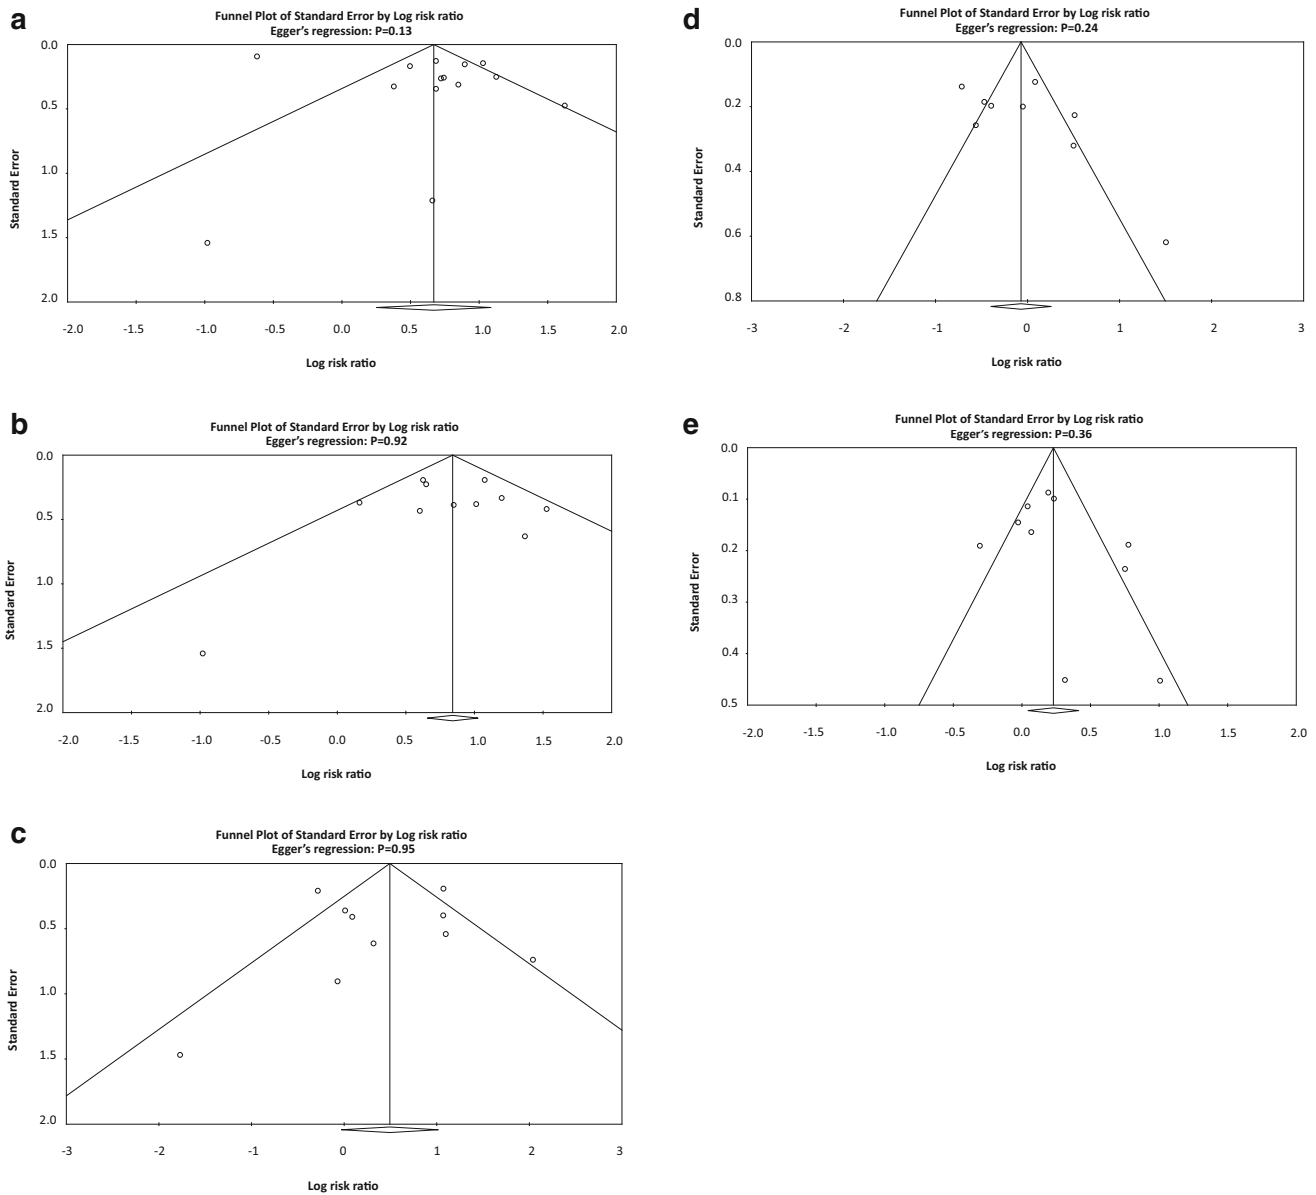 a
Funnel Plot of Standard Error by Log risk ratio
Egger's regression: P=0.13
Standard Error
0.0
0.5
1.0
1.5
2.0
-2.0 -1.5 -1.0 -0.5 0.0 0.5 1.0 1.5 2.0
Log risk ratio
b
Funnel Plot of Standard Error by Log risk ratio
Egger's regression: P=0.92
Standard Error
0.0
0.5
1.0
1.5
2.0
-2.0 -1.5 -1.0 -0.5 0.0 0.5 1.0 1.5 2.0
Log risk ratio
c
Funnel Plot of Standard Error by Log risk ratio
Egger's regression: P=0.95
Standard Error
0.0
0.5
1.0
1.5
2.0
-3 -2 -1 0 1 2 3
Log risk ratio
d
Funnel Plot of Standard Error by Log risk ratio
Egger's regression: P=0.24
Standard Error
0.0
0.2
0.4
0.6
0.8
-3 -2 -1 0 1 2 3
Log risk ratio
e
Funnel Plot of Standard Error by Log risk ratio
Egger's regression: P=0.36
Standard Error
0.0
0.1
0.2
0.3
0.4
0.5
-2.0 -1.5 -1.0 -0.5 0.0 0.5 1.0 1.5 2.0
Log risk ratio